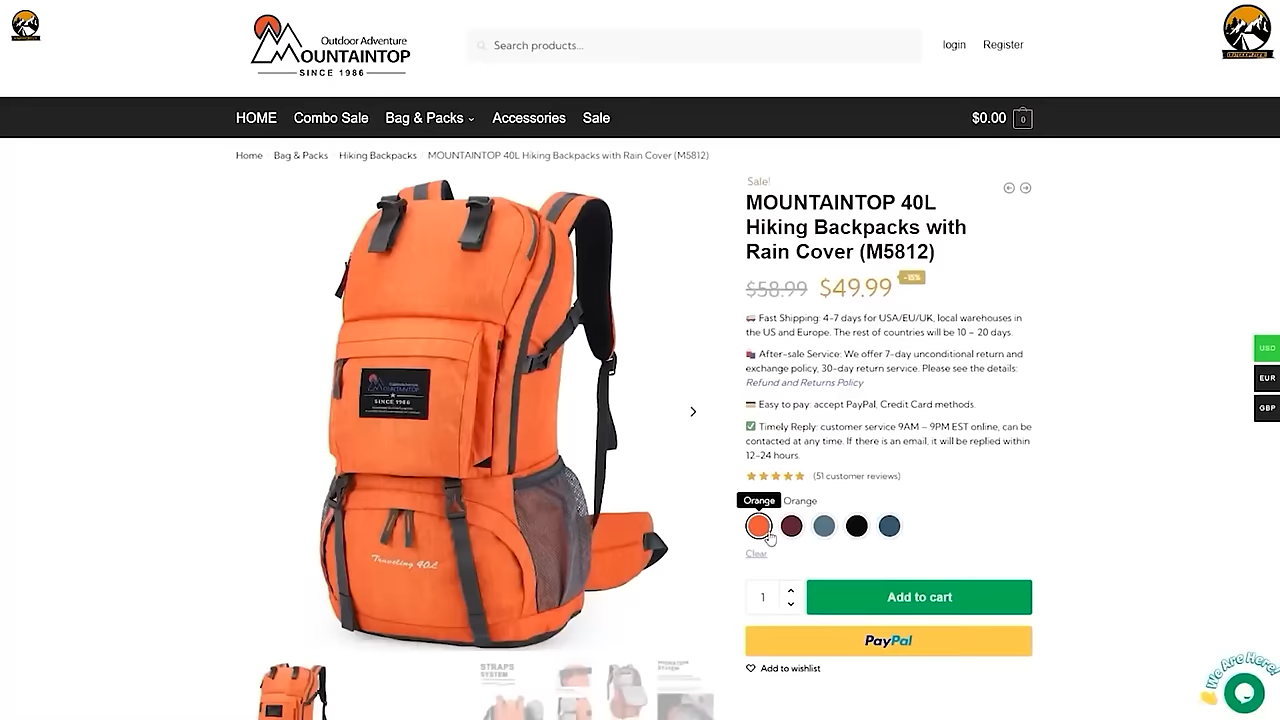 Outdoor Adventure
MOUNTAINTOP
SINCE 1986
Search products...
login
Register
HOME
Combo Sale
Bag & Packs
Accessories
Sale
$0.00
0
Home
Bag & Packs
Hiking Backpacks
MOUNTAINTOP 40L Hiking Backpacks with Rain Cover (M5812)
Sale!
MOUNTAINTOP 40L
Hiking Backpacks with
Rain Cover (M5812)
$58.99 $49.99 -15%
Fast Shipping: 4-7 days for USA/EU/UK, local warehouses in
the US and Europe. The rest of countries will be 10 – 20 days.
After-sale Service: We offer 7-day unconditional return and
exchange policy, 30-day return service. Please see the details:
Refund and Returns Policy
Easy to pay: accept PayPal, Credit Card methods.
Timely Reply: customer service 9AM – 9PM EST online, can be
contacted at any time. If there is an email, it will be replied within
12-24 hours.
(51 customer reviews)
Orange
Orange
Clear
1
Add to cart
PayPal
Add to wishlist
USD
EUR
GBP
Outdoor Adventure
MOUNTAINTOP
SINCE 1986
Traveling 40L
STRAPS
SYSTEM
We Are Here!